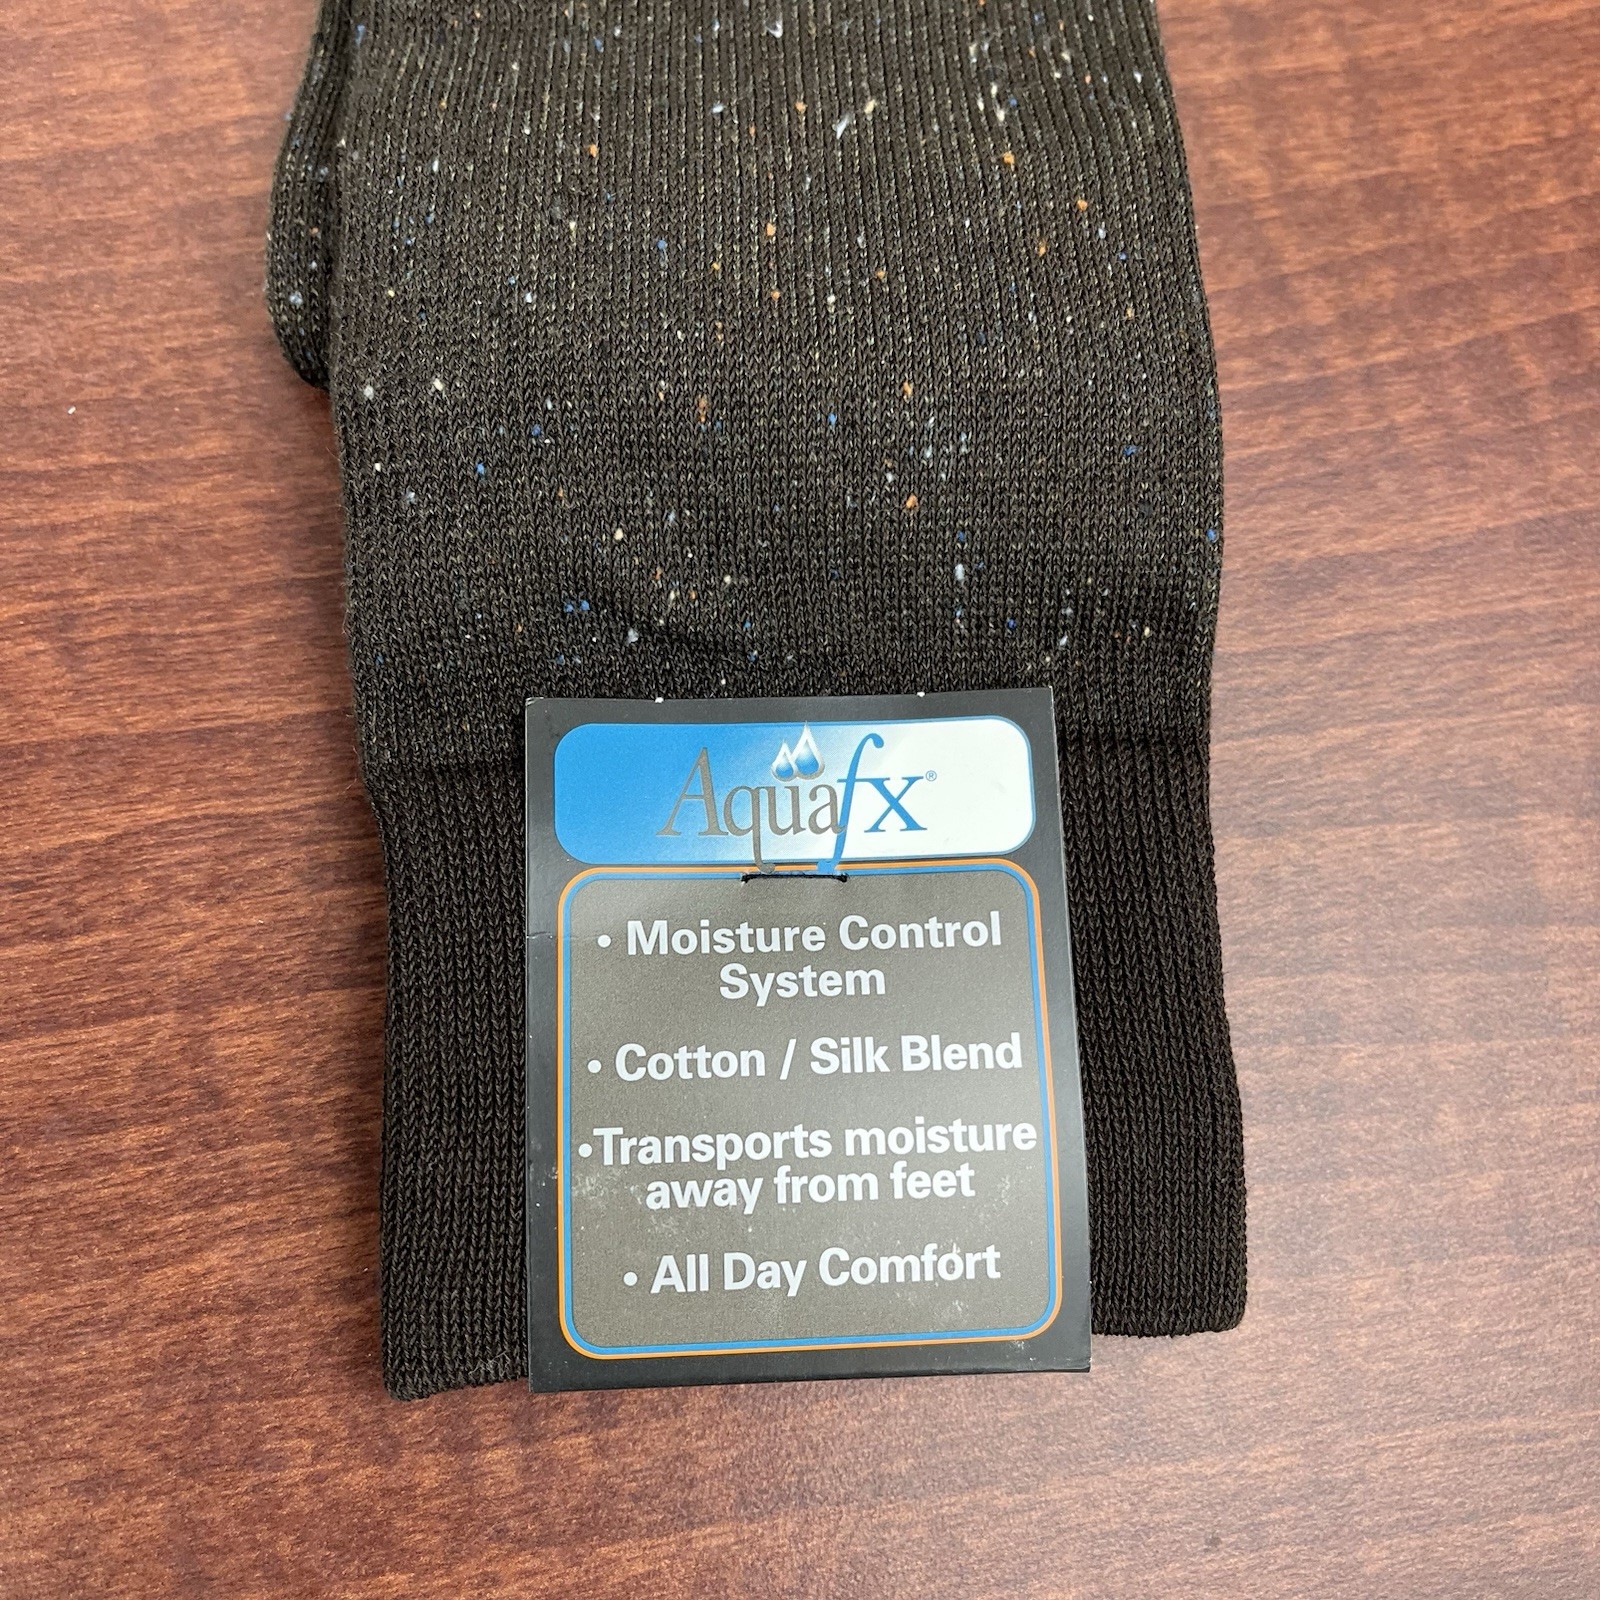 Aquafx®
• Moisture Control
System
• Cotton / Silk Blend
•Transports moisture
away from feet
• All Day Comfort